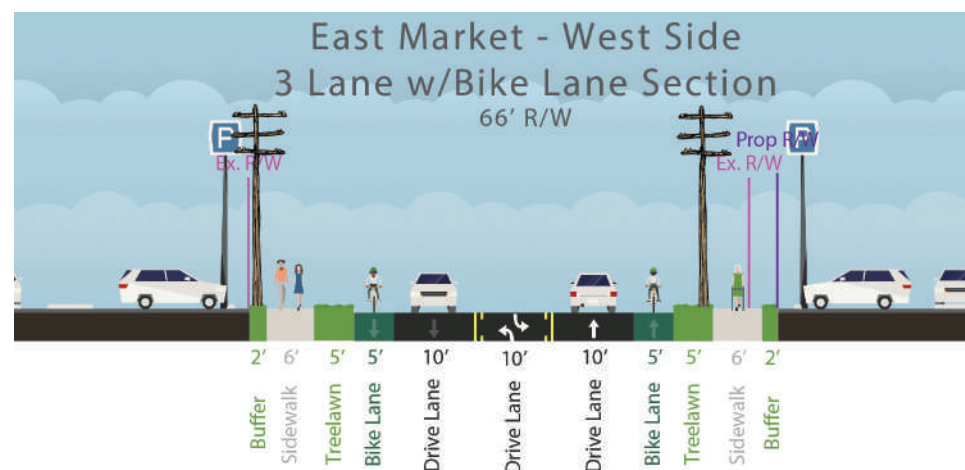 East Market - West Side
3 Lane w/Bike Lane Section
66' R/W
P
Ex. R/W
Prop R/W
Ex. R/W
P
2' 6' 5' 5' 10' 10' 10' 5' 5' 6' 2'
Buffer
Sidewalk
Treelawn
Bike Lane
Drive Lane
Drive Lane
Drive Lane
Bike Lane
Treelawn
Sidewalk
Buffer